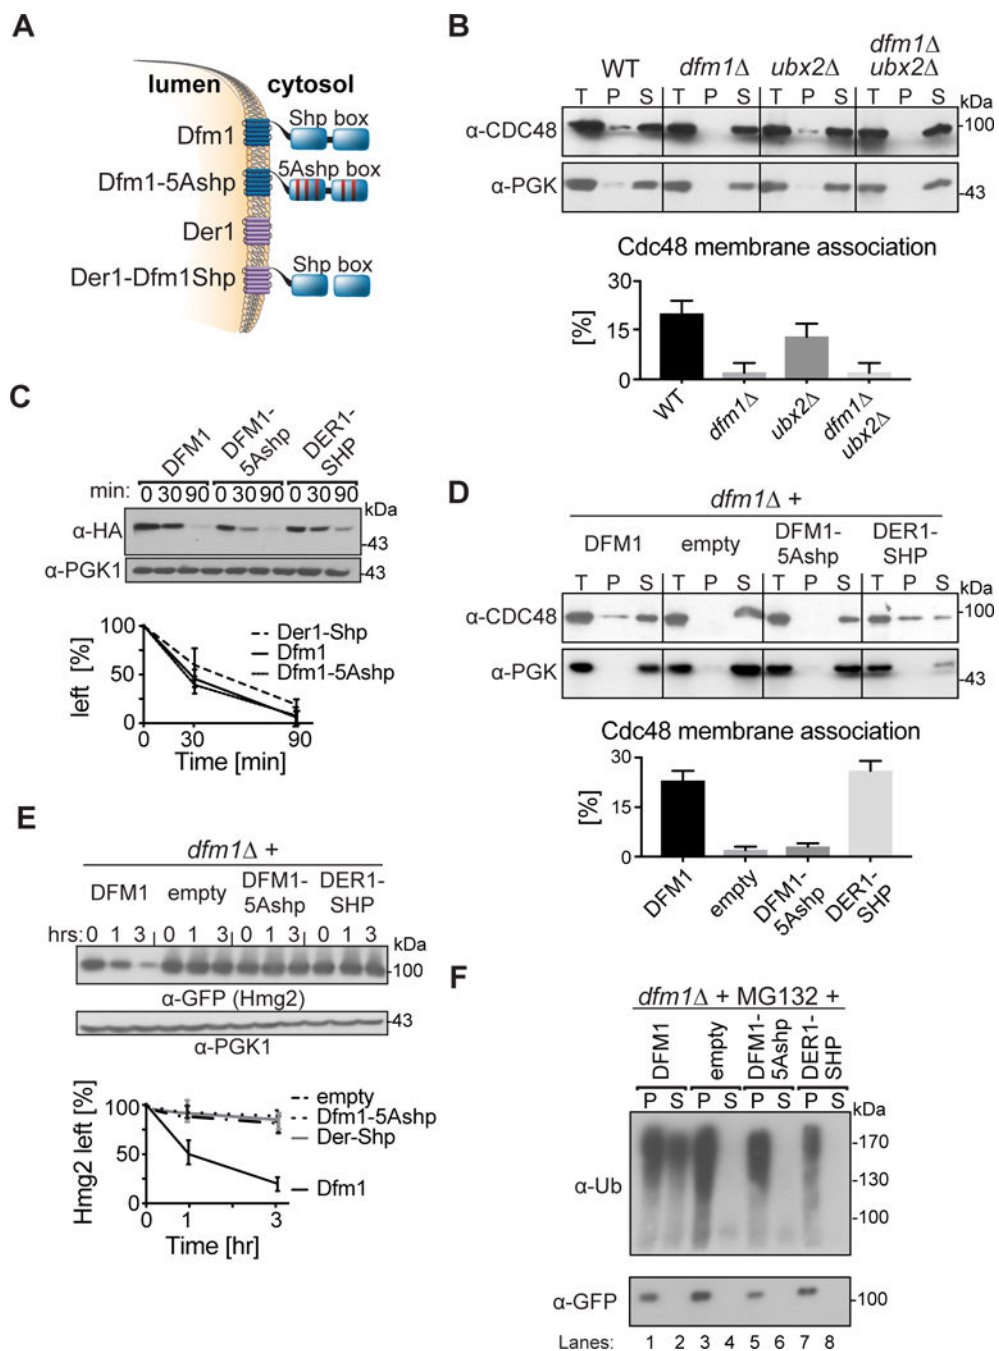 A
lumen cytosol
Shp box
Dfm1
5Ashp box
Dfm1-5Ashp
Der1
Shp box
Der1-Dfm1Shp
B
WT dfm1Δ ubx2Δ dfm1Δ ubx2Δ
T P S T P S T P S T P S
kDa
α-CDC48
-100
α-PGK
-43
Cdc48 membrane association
[%]
30
15
0
WT
dfm1Δ
ubx2Δ
dfm1Δ
ubx2Δ
C
DFM1
DFM1-
5Ashp
DER1-
SHP
min: 0 30 90 0 30 90 0 30 90
kDa
α-HA
-43
α-PGK1
-43
left [%]
100
50
0
Der1-Shp
Dfm1
Dfm1-5Ashp
0 30 90
Time [min]
D
dfm1Δ +
DFM1 empty DFM1-5Ashp DER1-SHP
T P S T P S T P S T P S
kDa
α-CDC48
-100
α-PGK
-43
Cdc48 membrane association
[%]
30
15
0
DFM1
empty
DFM1-
5Ashp
DER1-
SHP
E
dfm1Δ +
DFM1 empty DFM1-5Ashp DER1-SHP
hrs: 0 1 3 0 1 3 0 1 3 0 1 3
kDa
-100
α-GFP (Hmg2)
-43
α-PGK1
Hmg2 left [%]
100
50
0
empty
Dfm1-5Ashp
Der-Shp
Dfm1
0 1 3
Time [hr]
F
dfm1Δ + MG132 +
DFM1
empty
DFM1-
5Ashp
DER1-
SHP
P S P S P S P S
kDa
-170
-130
-100
α-Ub
α-GFP
-100
Lanes: 1 2 3 4 5 6 7 8